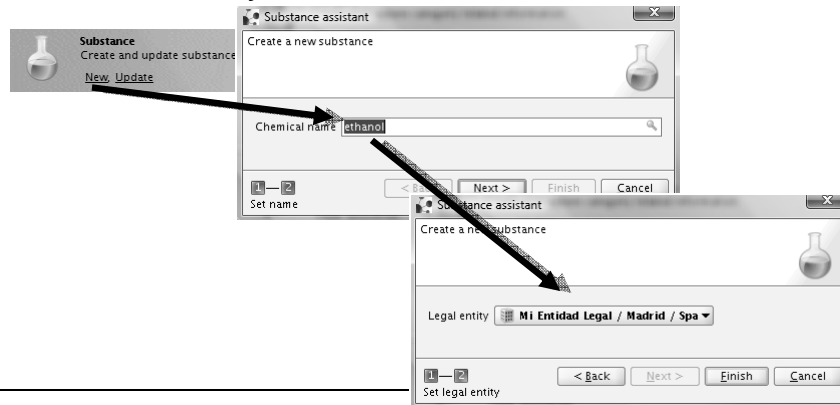 Substance
Create and update substance
New, Update
Substance assistant
Create a new substance
Chemical name ethanol
1 2
Next > Finish Cancel
Set name
Substance assistant
Create a new substance
Legal entity Mi Entidad Legal / Madrid / Spa
1 2
< Back Next > Finish Cancel
Set legal entity